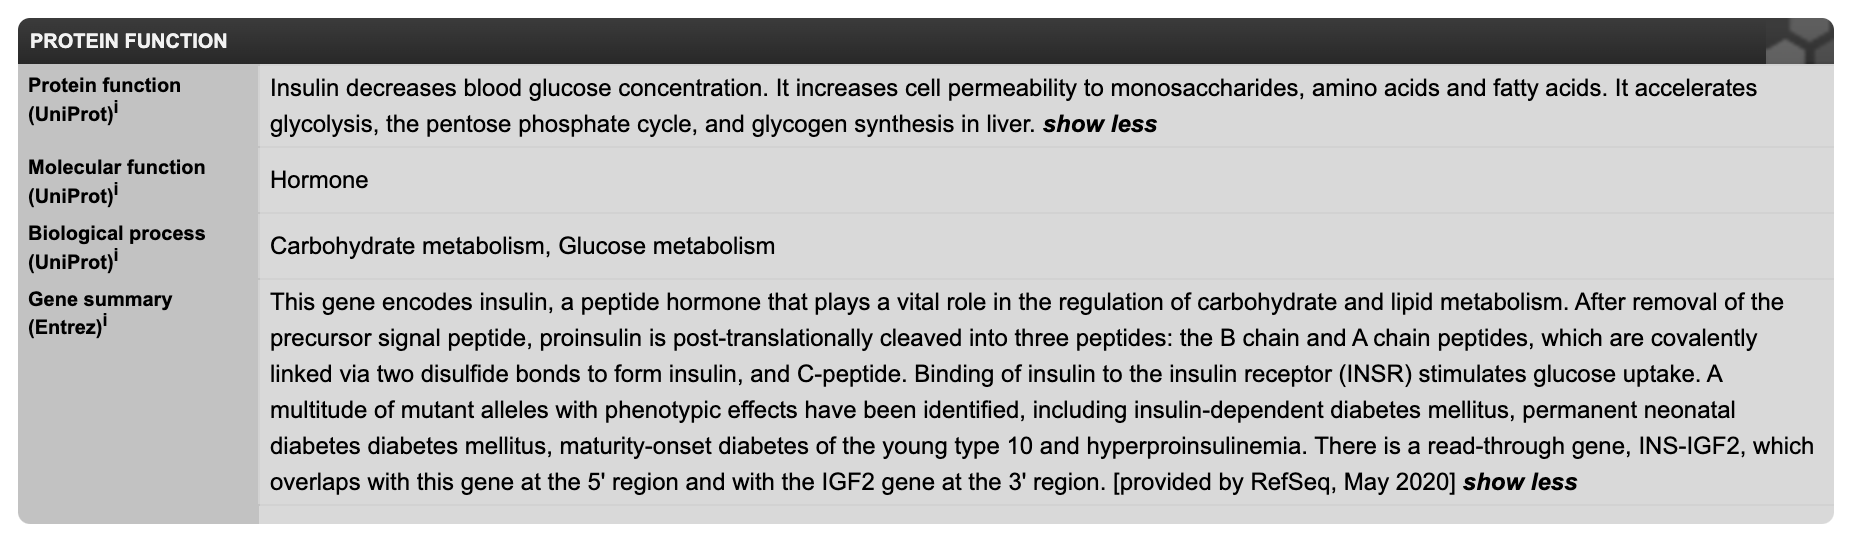 PROTEIN FUNCTION
Protein function
(UniProt)i
Insulin decreases blood glucose concentration. It increases cell permeability to monosaccharides, amino acids and fatty acids. It accelerates
glycolysis, the pentose phosphate cycle, and glycogen synthesis in liver. show less
Molecular function
(UniProt)i
Hormone
Biological process
(UniProt)i
Carbohydrate metabolism, Glucose metabolism
Gene summary
(Entrez)i
This gene encodes insulin, a peptide hormone that plays a vital role in the regulation of carbohydrate and lipid metabolism. After removal of the
precursor signal peptide, proinsulin is post-translationally cleaved into three peptides: the B chain and A chain peptides, which are covalently
linked via two disulfide bonds to form insulin, and C-peptide. Binding of insulin to the insulin receptor (INSR) stimulates glucose uptake. A
multitude of mutant alleles with phenotypic effects have been identified, including insulin-dependent diabetes mellitus, permanent neonatal
diabetes diabetes mellitus, maturity-onset diabetes of the young type 10 and hyperproinsulinemia. There is a read-through gene, INS-IGF2, which
overlaps with this gene at the 5' region and with the IGF2 gene at the 3' region. [provided by RefSeq, May 2020] show less